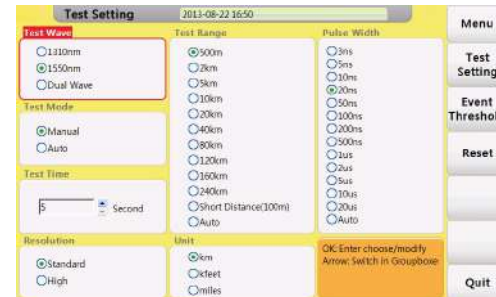 Test Setting
2013-08-22 16:50
Test Wave
1310nm
1550nm
Dual Wave
Test Mode
Manual
Auto
Test Time
5
Second
Resolution
Standard
High
Test Range
500m
2km
5km
10km
20km
40km
80km
120km
160km
240km
Short Distance(100m)
Auto
Unit
km
kfeet
miles
Pulse Width
3ns
5ns
10ns
20ns
50ns
100ns
200ns
500ns
1us
2us
5us
10us
20us
Auto
OK: Enter choose/modify
Arrow: Switch in Groupboxe
Menu
Test
Setting
Event
Threshol
Reset
Quit